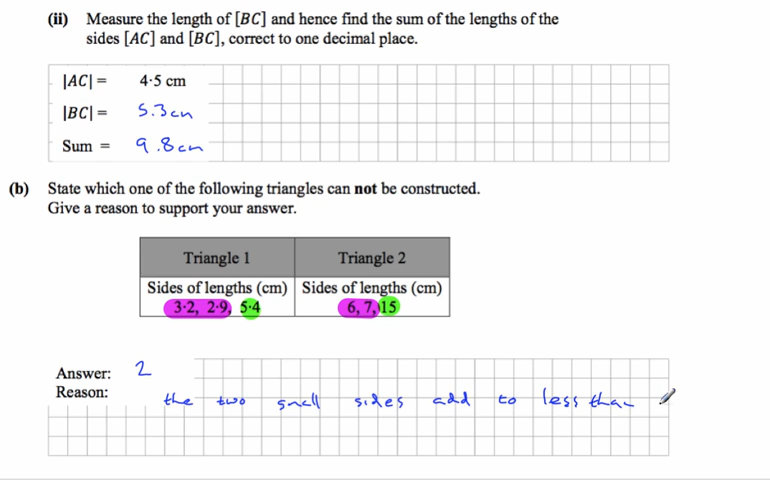 (ii) Measure the length of [BC] and hence find the sum of the lengths of the
sides [AC] and [BC], correct to one decimal place.
|AC| = 4·5 cm
|BC| = 5.3cm
Sum = 9.8cm
(b) State which one of the following triangles can not be constructed.
Give a reason to support your answer.
Triangle 1 Triangle 2
Sides of lengths (cm) Sides of lengths (cm)
3·2, 2·9, 5·4 6, 7, 15
Answer: 2
Reason:
the two small sides add to less than